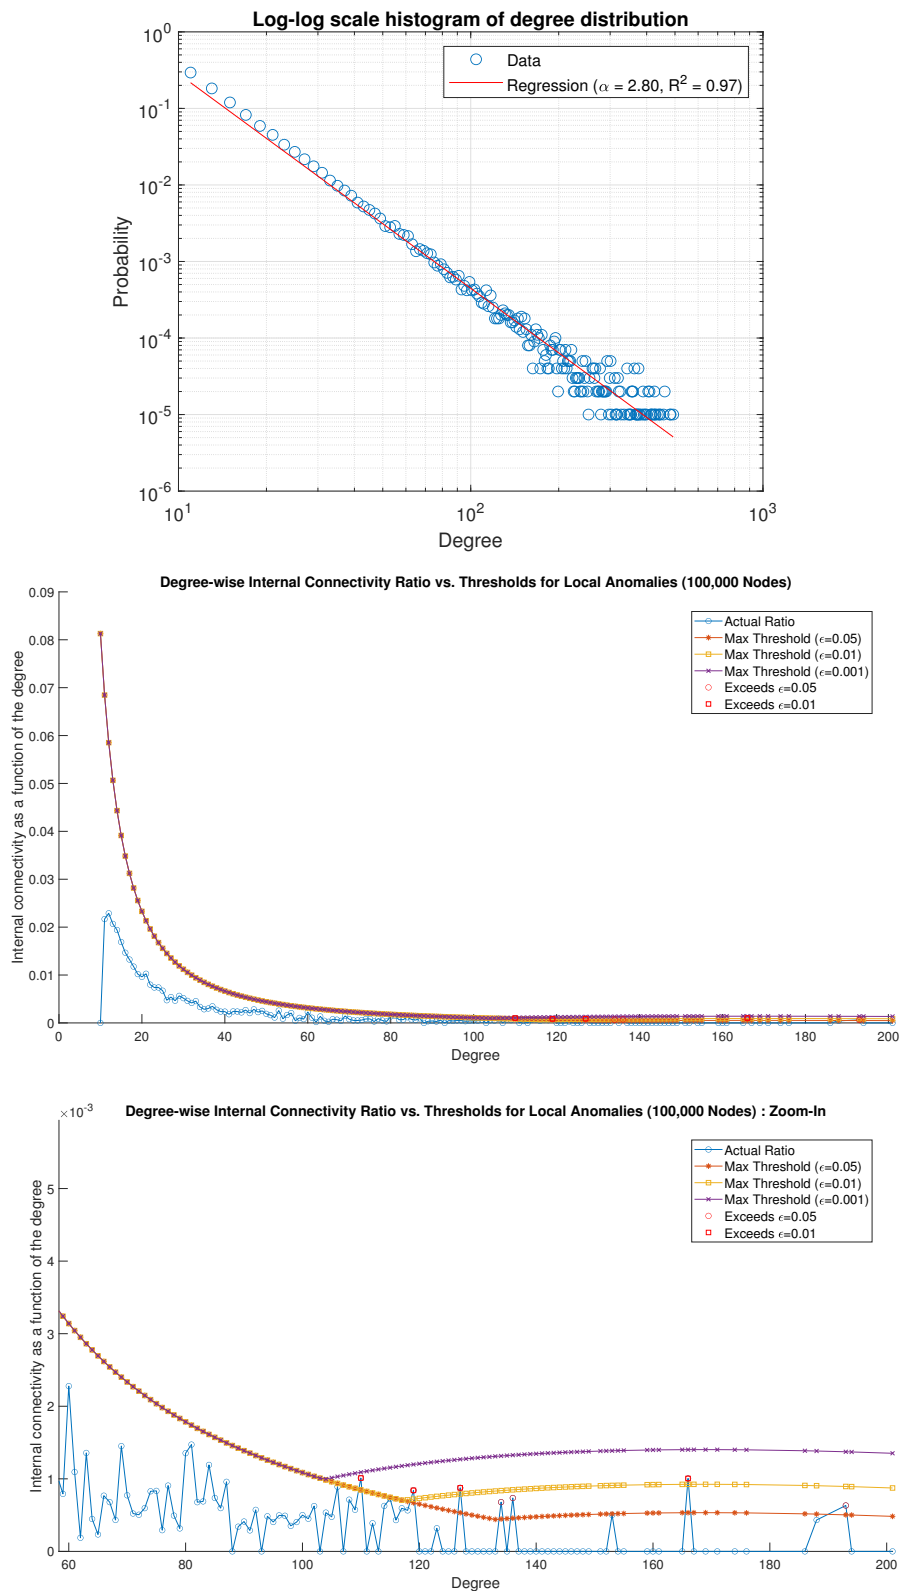 Log-log scale histogram of degree distribution
10^0
10^-1
10^-2
10^-3
10^-4
10^-5
10^-6
Probability
Data
Regression (α = 2.80, R^2 = 0.97)
10^1 10^2 10^3
Degree
Degree-wise Internal Connectivity Ratio vs. Thresholds for Local Anomalies (100,000 Nodes)
0.09
0.08
0.07
0.06
0.05
0.04
0.03
0.02
0.01
0
Internal connectivity as a function of the degree
Actual Ratio
Max Threshold (ϵ=0.05)
Max Threshold (ϵ=0.01)
Max Threshold (ϵ=0.001)
Exceeds ϵ=0.05
Exceeds ϵ=0.01
0 20 40 60 80 100 120 140 160 180 200
Degree
×10^-3
Degree-wise Internal Connectivity Ratio vs. Thresholds for Local Anomalies (100,000 Nodes) : Zoom-In
5
4
3
2
1
0
Internal connectivity as a function of the degree
Actual Ratio
Max Threshold (ϵ=0.05)
Max Threshold (ϵ=0.01)
Max Threshold (ϵ=0.001)
Exceeds ϵ=0.05
Exceeds ϵ=0.01
60 80 100 120 140 160 180 200
Degree